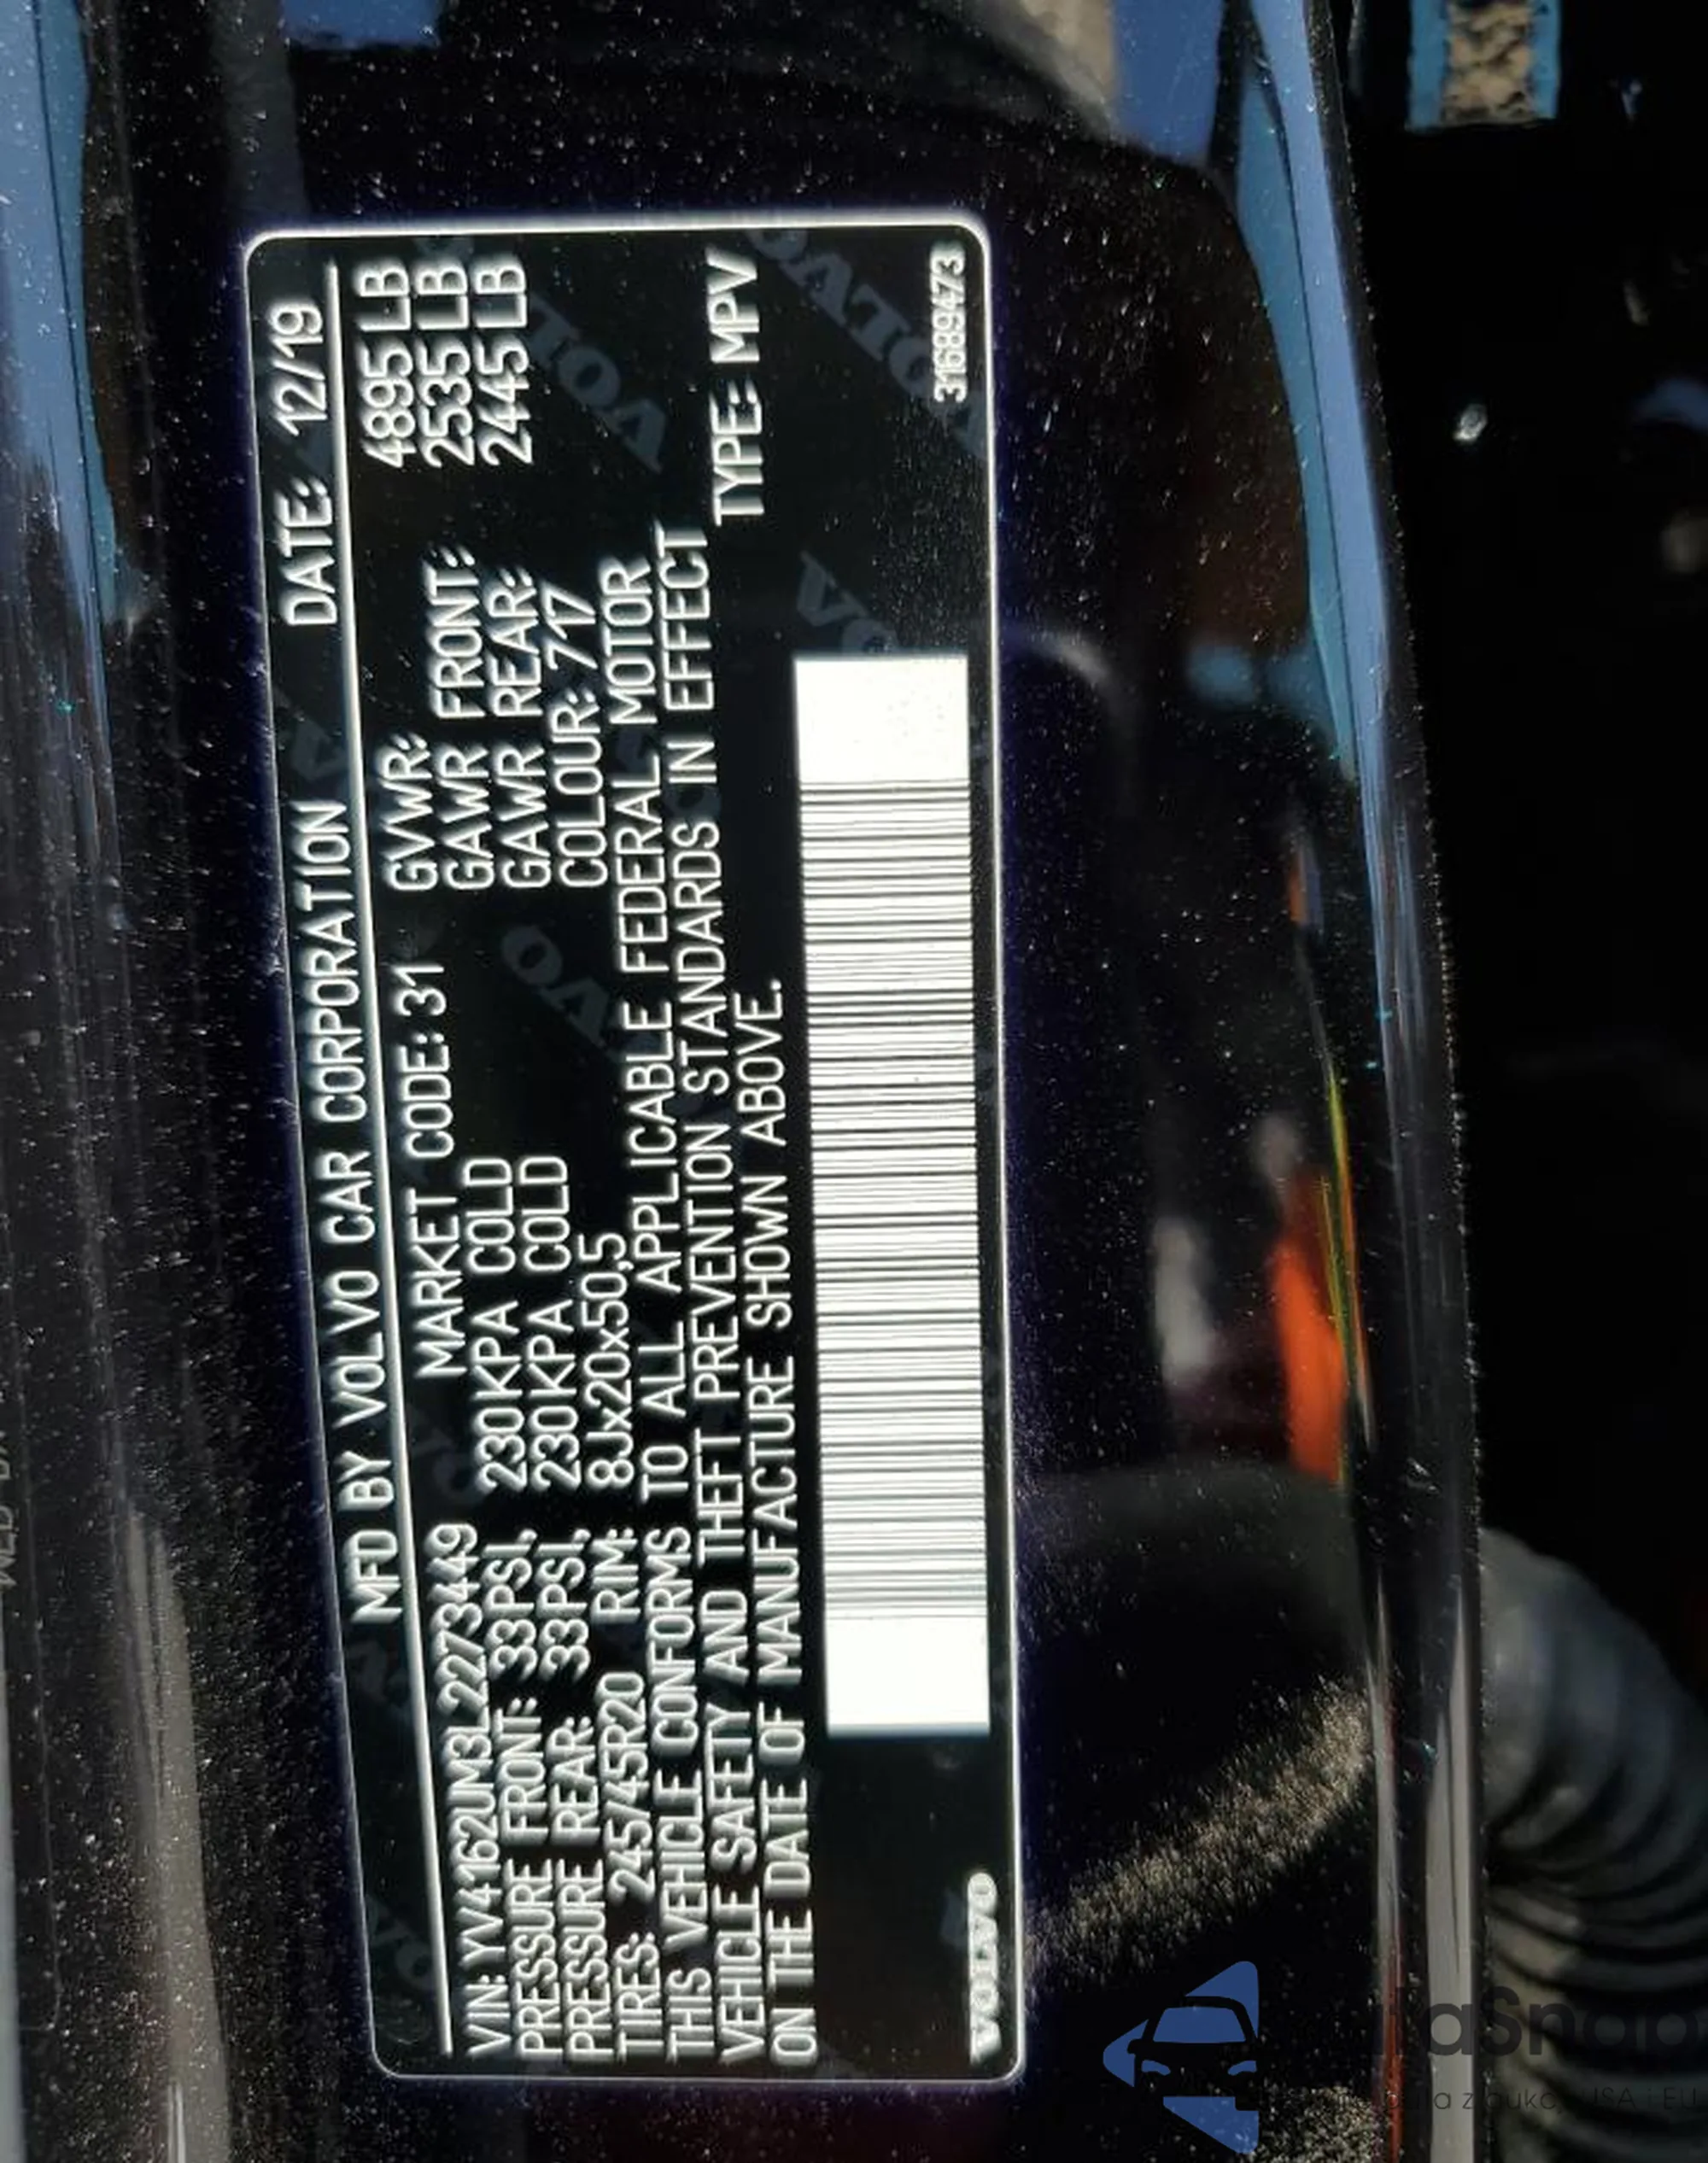 MFD BY VOLVO CAR CORPORATION DATE: 12/19
VIN: YV4162UM3L2273449 MARKET CODE: 31 GVWR: 4895 LB
PRESSURE FRONT: 33PSI, 230KPA COLD GAWR FRONT: 2535 LB
PRESSURE REAR: 33PSI, 230KPA COLD GAWR REAR: 2445 LB
TIRES: 245/45R20 RIM: 8Jx20x50,5 COLOUR: 717
THIS VEHICLE CONFORMS TO ALL APPLICABLE FEDERAL MOTOR
VEHICLE SAFETY AND THEFT PREVENTION STANDARDS IN EFFECT
ON THE DATE OF MANUFACTURE SHOWN ABOVE. TYPE: MPV
VOLVO 31689473